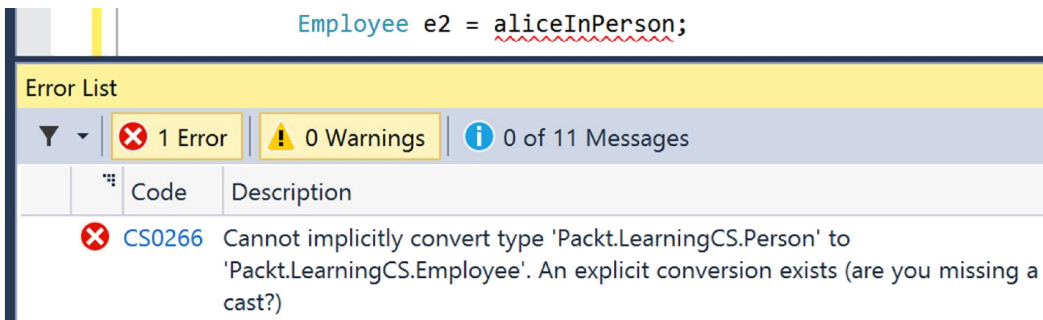 Employee e2 = aliceInPerson;
Error List
1 Error 0 Warnings 0 of 11 Messages
Code Description
CS0266 Cannot implicitly convert type 'Packt.LearningCS.Person' to
'Packt.LearningCS.Employee'. An explicit conversion exists (are you missing a
cast?)